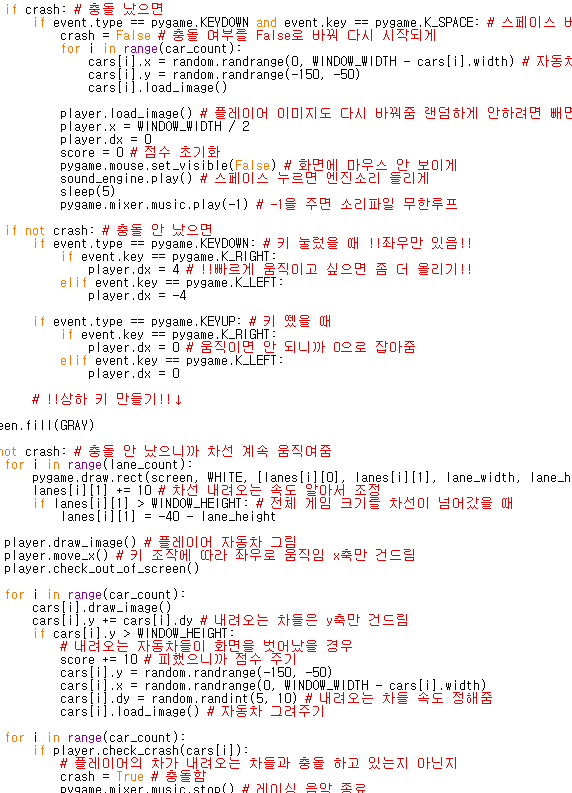 if crash: # 충돌 났으면
if event.type == pygame.KEYDOWN and event.key == pygame.K_SPACE: # 스페이스
crash = False # 충돌 여부을 False로 바꿔 다시 시작되게
for i in range(car_count):
cars[i].x = random.randrange(0, WINDOW_WIDTH - cars[i].width) # 자동차
cars[i].y = random.randrange(-150, -50)
cars[i].load_image()
player.load_image() # 플레이어 이미지도 다시 바꿔줌 랜덤하게 안하려면 빼면
player.x = WINDOW_WIDTH / 2
player.dx = 0
score = 0 # 점수 초기화
pygame.mouse.set_visible(False) # 화면에 마우스 안 보이게
sound_engine.play() # 스페이스 누르면 엔진소리 들리게
sleep(5)
pygame.mixer.music.play(-1) # -1을 주면 소리파일 무한루프
if not crash: # 충돌 안 났으면
if event.type == pygame.KEYDOWN: # 키 눌렀을 때 !!좌우만 있음!!
if event.key == pygame.K_RIGHT:
player.dx = 4 # !!빠르게 움직이고 싶으면 좀 더 올리기!!
elif event.key == pygame.K_LEFT:
player.dx = -4
if event.type == pygame.KEYUP: # 키 뗐을 때
if event.key == pygame.K_RIGHT:
player.dx = 0 # 움직이면 안 되니까 0으로 잡아줌
elif event.key == pygame.K_LEFT:
player.dx = 0
# !!상하 키 만들기!!↓
een.fill(GRAY)
not crash: # 충돌 안 났으니까 차선 계속 움직여줌
for i in range(lane_count):
pygame.draw.rect(screen, WHITE, [lanes[i][0], lanes[i][1], lane_width, lane_h
lanes[i][1] += 10 # 차선 내려오는 속도 알아서 조절
if lanes[i][1] > WINDOW_HEIGHT: # 전체 게임 크기를 차선이 넘어갔을 때
lanes[i][1] = -40 - lane_height
player.draw_image() # 플레이어 자동차 그림
player.move_x() # 키 조작에 따라 좌우로 움직임 x축만 건드림
player.check_out_of_screen()
for i in range(car_count):
cars[i].draw_image()
cars[i].y += cars[i].dy # 내려오는 차들은 y축만 건드림
if cars[i].y > WINDOW_HEIGHT:
# 내려오는 자동차들이 화면을 벗어났을 경우
score += 10 # 피했으니까 점수 주기
cars[i].y = random.randrange(-150, -50)
cars[i].x = random.randrange(0, WINDOW_WIDTH - cars[i].width)
cars[i].dy = random.randint(5, 10) # 내려오는 차들 속도 정해줌
cars[i].load_image() # 자동차 그려주기
for i in range(car_count):
if player.check_crash(cars[i]):
# 플레이어의 차가 내려오는 차들과 충돌 하고 있는지 아닌지
crash = True # 충돌함
pygame.mixer.music.stop() # 레이싱 음악 종료